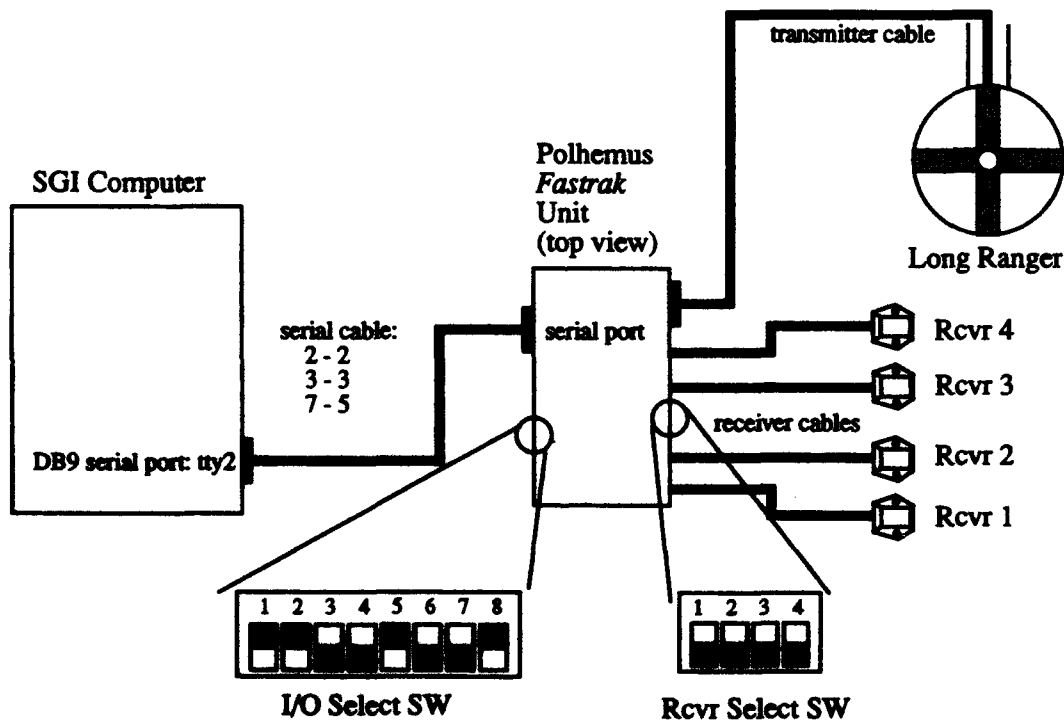 transmitter cable
Polhemus
Fastrak
Unit
(top view)
SGI Computer
Long Ranger
serial cable:
2 - 2
3 - 3
7 - 5
serial port
Rcvr 4
Rcvr 3
receiver cables
DB9 serial port: tty2
Rcvr 2
Rcvr 1
1 2 3 4 5 6 7 8
1 2 3 4
I/O Select SW
Rcvr Select SW